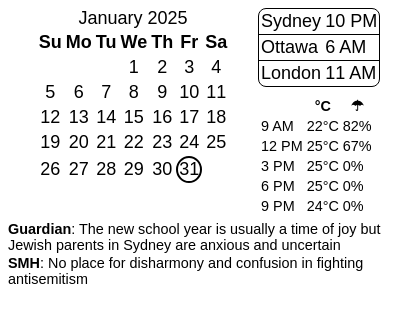 January 2025
Su Mo Tu We Th Fr Sa
1 2 3 4
5 6 7 8 9 10 11
12 13 14 15 16 17 18
19 20 21 22 23 24 25
26 27 28 29 30 31
Sydney 10 PM
Ottawa 6 AM
London 11 AM
°C ☂
9 AM 22°C 82%
12 PM 25°C 67%
3 PM 25°C 0%
6 PM 25°C 0%
9 PM 24°C 0%
Guardian: The new school year is usually a time of joy but
Jewish parents in Sydney are anxious and uncertain
SMH: No place for disharmony and confusion in fighting
antisemitism